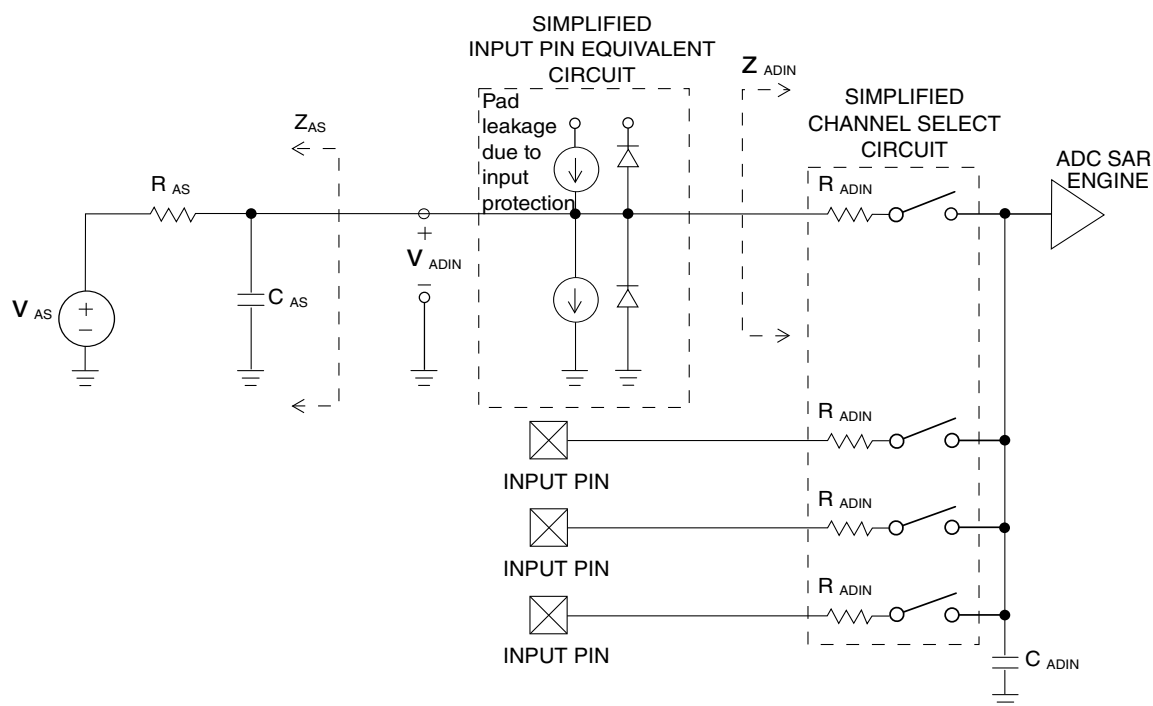 SIMPLIFIED
INPUT PIN EQUIVALENT
CIRCUIT
Z ADIN
SIMPLIFIED
CHANNEL SELECT
CIRCUIT
Pad
leakage
due to
input
protection
ZAS
ADC SAR
ENGINE
R AS
R ADIN
+
V ADIN
–
C AS
V AS
+
–
R ADIN
INPUT PIN
R ADIN
INPUT PIN
R ADIN
INPUT PIN
C ADIN